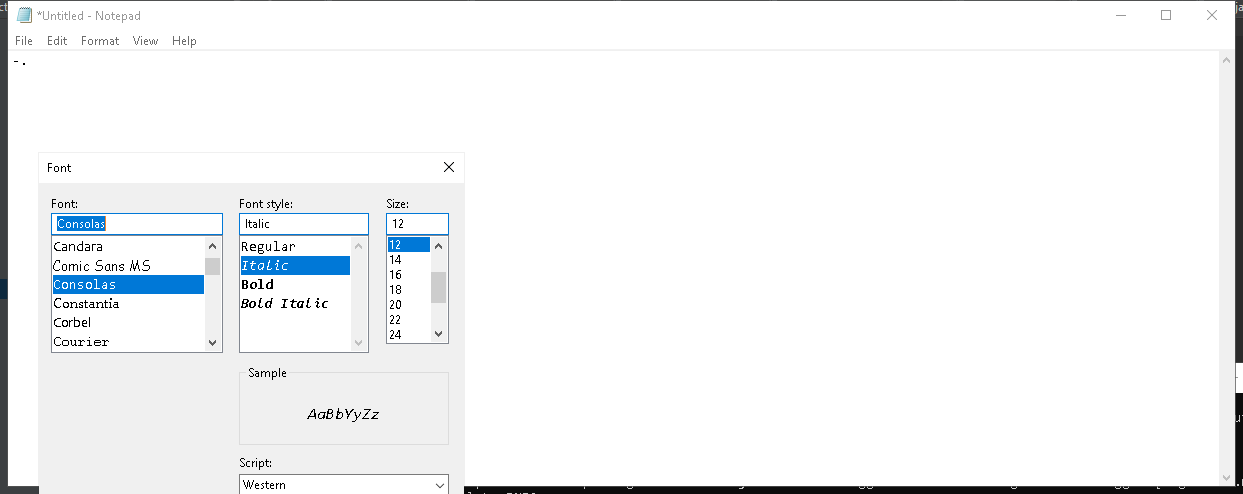 *Untitled - Notepad
File Edit Format View Help
-.
Font
Font: Font style: Size:
Consolas Italic 12
Candara Regular 12
Comic Sans MS Italic 14
Consolas Bold 16
Constantia Bold Italic 18
Corbel 20
Courier 22
24
Sample
AaBbYyZz
Script:
Western